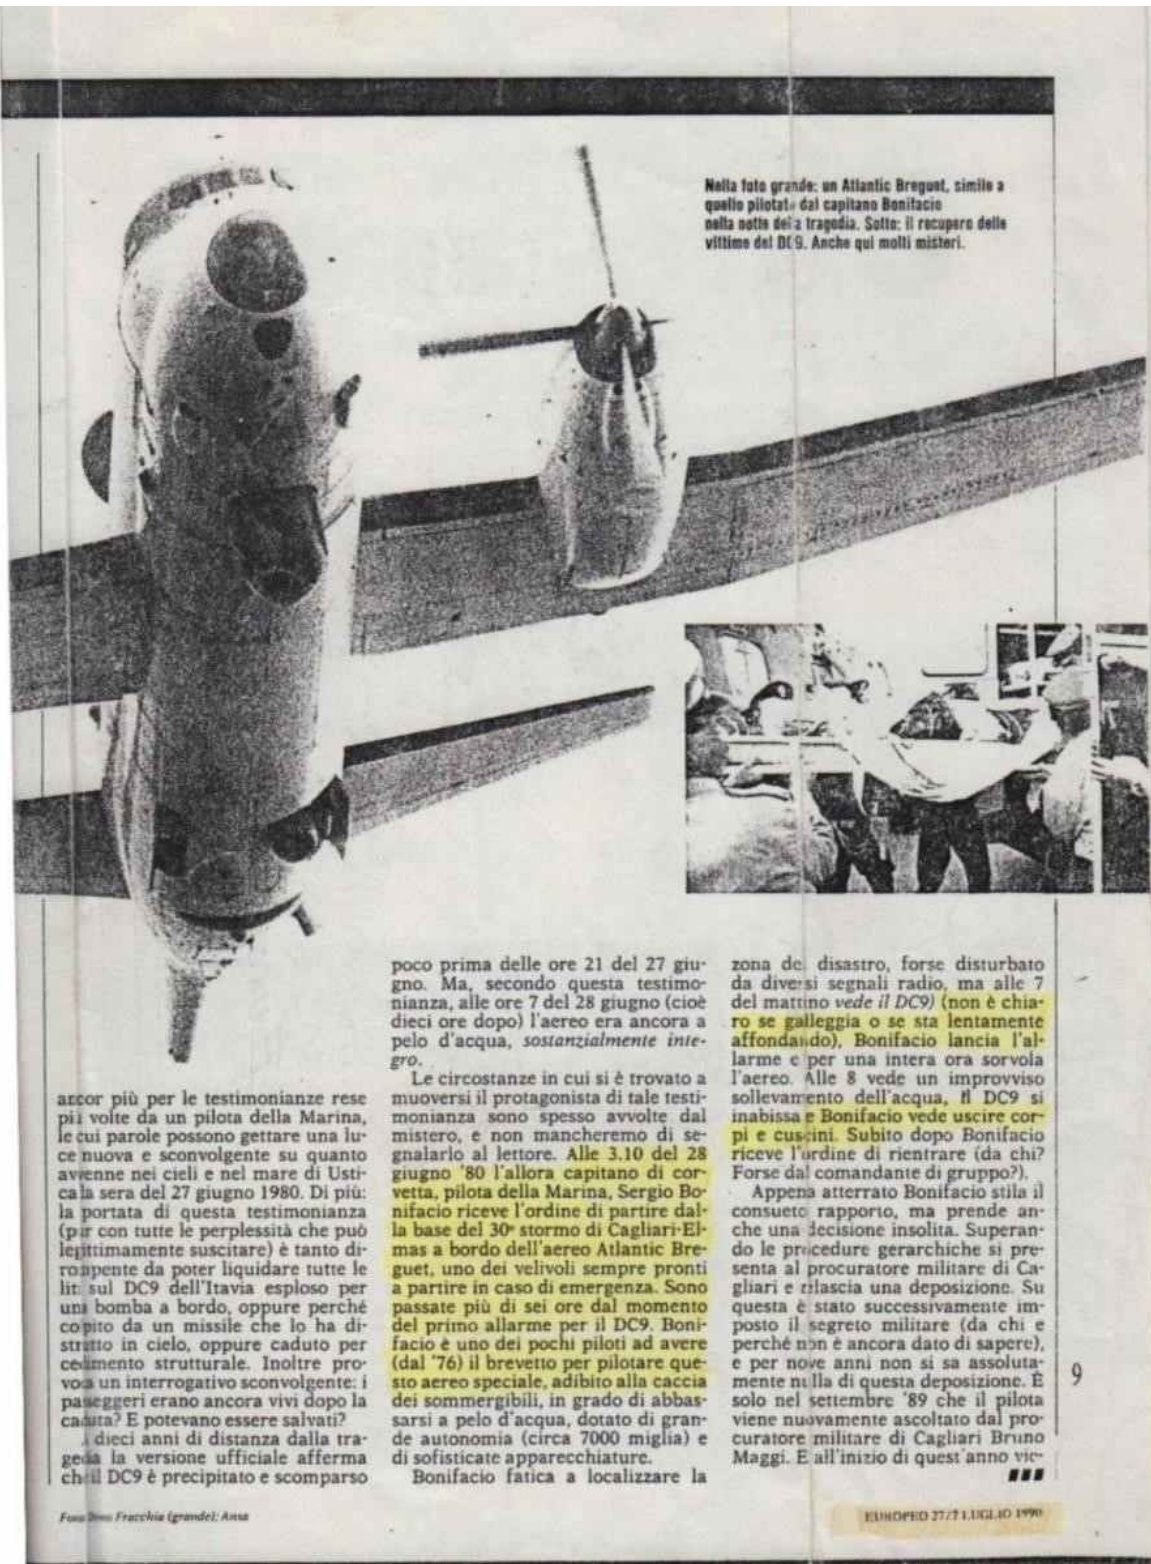 Nella foto grande: un Atlantic Breguet, simile a
quello pilotato dal capitano Bonifacio
nella notte della tragedia. Sotto: il recupero delle
vittime del DC9. Anche qui molti misteri.
ancor più per le testimonianze rese
più volte da un pilota della Marina,
le cui parole possono gettare una lu-
ce nuova e sconvolgente su quanto
avvenne nei cieli e nel mare di Usti-
ca la sera del 27 giugno 1980. Di più:
la portata di questa testimonianza
(pur con tutte le perplessità che può
legittimamente suscitare) è tanto di-
rompente da poter liquidare tutte le
liti sul DC9 dell'Itavia esploso per
una bomba a bordo, oppure perché
colpito da un missile che lo ha di-
strutto in cielo, oppure caduto per
cedimento strutturale. Inoltre pro-
voca un interrogativo sconvolgente: i
passeggeri erano ancora vivi dopo la
caduta? E potevano essere salvati?
A dieci anni di distanza dalla tra-
gedia la versione ufficiale afferma
che il DC9 è precipitato e scomparso
poco prima delle ore 21 del 27 giu-
gno. Ma, secondo questa testimo-
nianza, alle ore 7 del 28 giugno (cioè
dieci ore dopo) l'aereo era ancora a
pelo d'acqua, sostanzialmente inte-
gro.
Le circostanze in cui si è trovato a
muoversi il protagonista di tale testi-
monianza sono spesso avvolte dal
mistero, e non mancheremo di se-
gnalarlo al lettore. Alle 3.10 del 28
giugno '80 l'allora capitano di cor-
vetta, pilota della Marina, Sergio Bo-
nifacio riceve l'ordine di partire dal-
la base del 30º stormo di Cagliari-El-
mas a bordo dell'aereo Atlantic Bre-
guet, uno dei velivoli sempre pronti
a partire in caso di emergenza. Sono
passate più di sei ore dal momento
del primo allarme per il DC9. Boni-
facio è uno dei pochi piloti ad avere
(dal '76) il brevetto per pilotare que-
sto aereo speciale, adibito alla caccia
dei sommergibili, in grado di abbas-
sarsi a pelo d'acqua, dotato di gran-
de autonomia (circa 7000 miglia) e
di sofisticate apparecchiature.
Bonifacio fatica a localizzare la
zona del disastro, forse disturbato
da diversi segnali radio, ma alle 7
del mattino vede il DC9) (non è chia-
ro se galleggia o se sta lentamente
affondando), Bonifacio lancia l'al-
larme e per una intera ora sorvola
l'aereo. Alle 8 vede un improvviso
sollevamento dell'acqua, il DC9 si
inabissa e Bonifacio vede uscire cor-
pi e cuscini. Subito dopo Bonifacio
riceve l'ordine di rientrare (da chi?
Forse dal comandante di gruppo?).
Appena atterrato Bonifacio stila il
consueto rapporto, ma prende an-
che una decisione insolita. Superan-
do le procedure gerarchiche si pre-
senta al procuratore militare di Ca-
gliari e rilascia una deposizione. Su
questa è stato successivamente im-
posto il segreto militare (da chi e
perché non è ancora dato di sapere),
e per nove anni non si sa assoluta-
mente nulla di questa deposizione. È
solo nel settembre '89 che il pilota
viene nuovamente ascoltato dal pro-
curatore militare di Cagliari Bruno
Maggi. E all'inizio di quest'anno vie-
9
Fracchia (grande); Ansa
EUROPEO 27/7 LUGLIO 1990